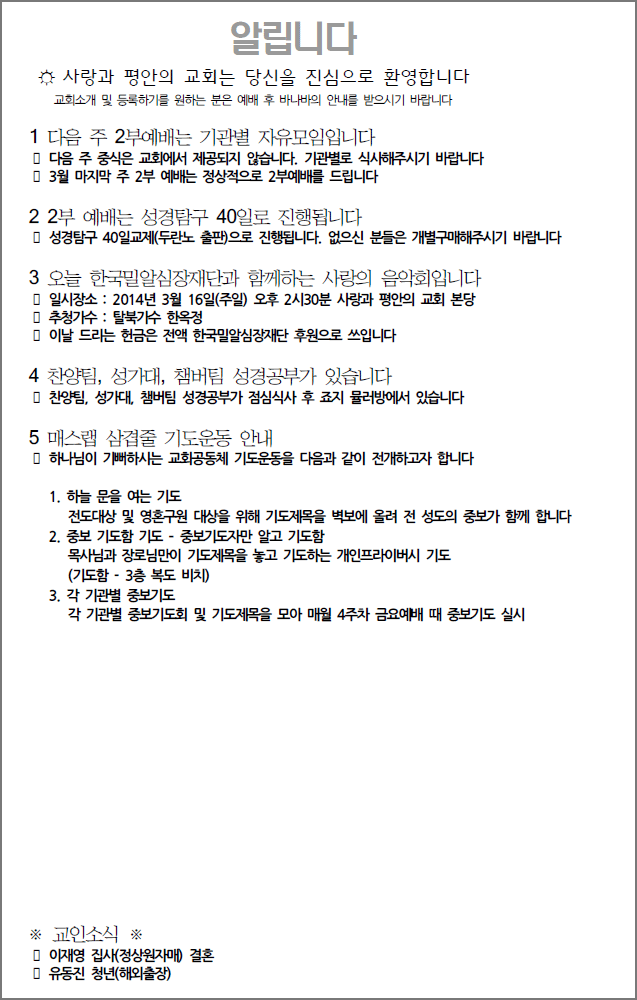 알립니다
☼ 사랑과 평안의 교회는 당신을 진심으로 환영합니다
교회소개 및 등록하기를 원하는 분은 예배 후 바나바의 안내를 받으시기 바랍니다
1 다음 주 2부예배는 기관별 자유모임입니다
▯ 다음 주 중식은 교회에서 제공되지 않습니다. 기관별로 식사해주시기 바랍니다
▯ 3월 마지막 주 2부 예배는 정상적으로 2부예배를 드립니다
2 2부 예배는 성경탐구 40일로 진행됩니다
▯ 성경탐구 40일교제(두란노 출판)으로 진행됩니다. 없으신 분들은 개별구매해주시기 바랍니다
3 오늘 한국밀알심장재단과 함께하는 사랑의 음악회입니다
▯ 일시장소 : 2014년 3월 16일(주일) 오후 2시30분 사랑과 평안의 교회 본당
▯ 추청가수 : 탈북가수 한옥정
▯ 이날 드리는 헌금은 전액 한국밀알심장재단 후원으로 쓰입니다
4 찬양팀, 성가대, 챔버팀 성경공부가 있습니다
▯ 찬양팀, 성가대, 챔버팀 성경공부가 점심식사 후 죠지 뮬러방에서 있습니다
5 매스랩 삼겹줄 기도운동 안내
▯ 하나님이 기뻐하시는 교회공동체 기도운동을 다음과 같이 전개하고자 합니다
1. 하늘 문을 여는 기도
전도대상 및 영혼구원 대상을 위해 기도제목을 벽보에 올려 전 성도의 중보가 함께 합니다
2. 중보 기도함 기도 - 중보기도자만 알고 기도함
목사님과 장로님만이 기도제목을 놓고 기도하는 개인프라이버시 기도
(기도함 - 3층 복도 비치)
3. 각 기관별 중보기도
각 기관별 중보기도회 및 기도제목을 모아 매월 4주차 금요예배 때 중보기도 실시
※ 교인소식 ※
▯ 이재영 집사(정상원자매) 결혼
▯ 유동진 청년(해외출장)